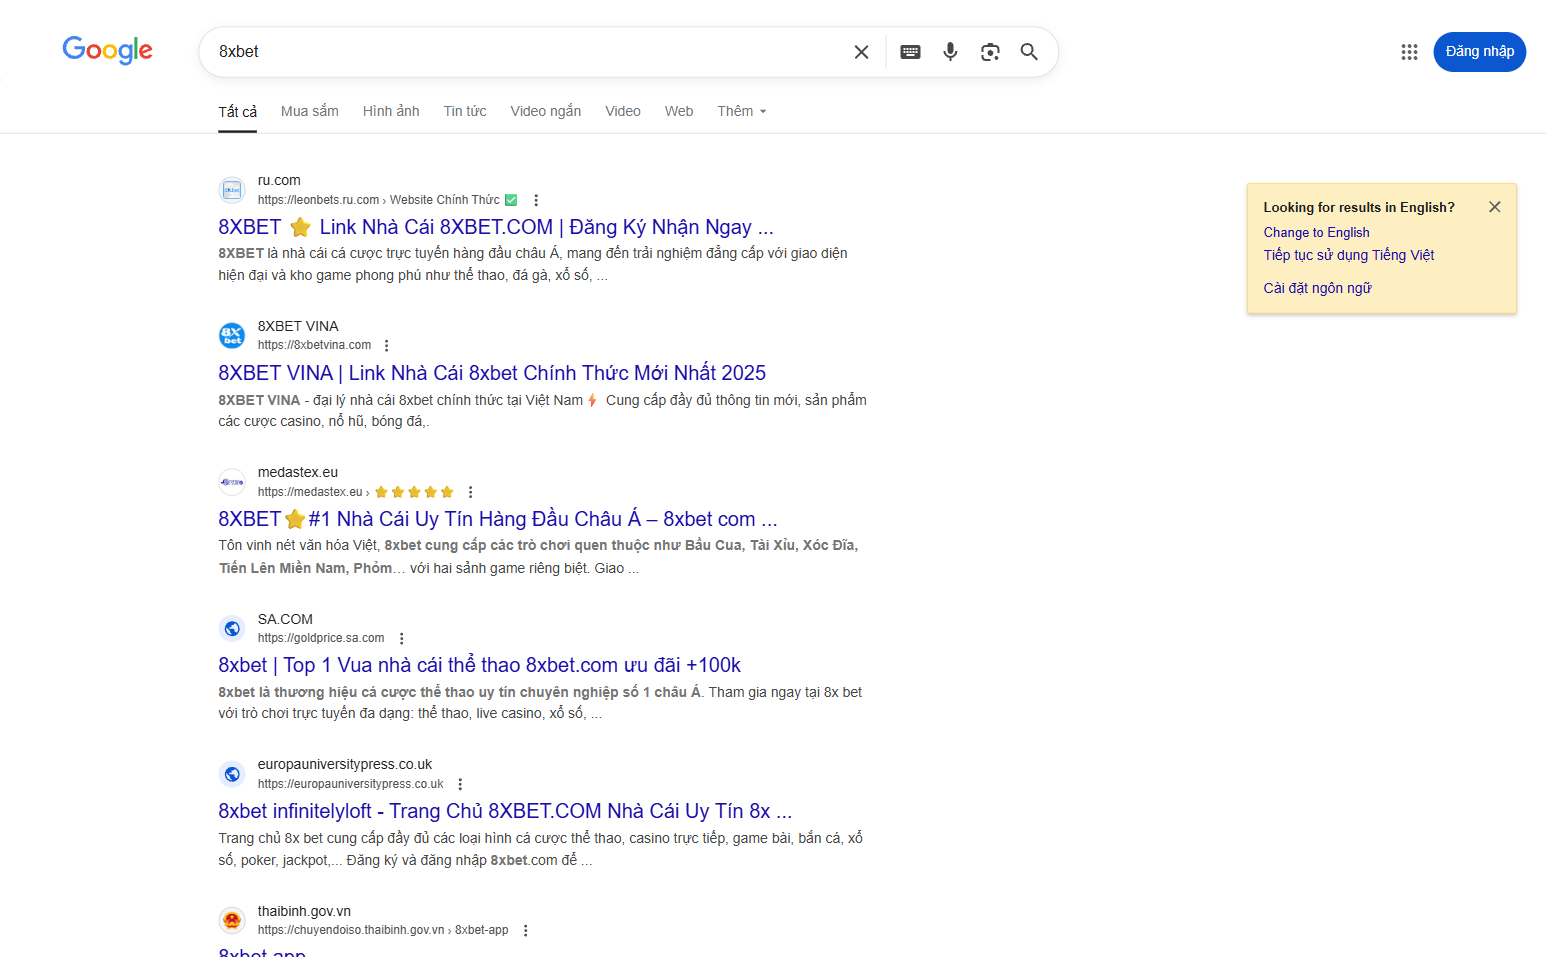 Google
8xbet
Đăng nhập
Tất cả Mua sắm Hình ảnh Tin tức Video ngắn Video Web Thêm
ru.com
https://leonbets.ru.com › Website Chính Thức ✅
8XBET ⭐ Link Nhà Cái 8XBET.COM | Đăng Ký Nhận Ngay ...
8XBET là nhà cái cá cược trực tuyến hàng đầu châu Á, mang đến trải nghiệm đẳng cấp với giao diện
hiện đại và kho game phong phú như thể thao, đá gà, xổ số, ...
Looking for results in English?
Change to English
Tiếp tục sử dụng Tiếng Việt
Cài đặt ngôn ngữ
8XBET VINA
https://8xbetvina.com
8XBET VINA | Link Nhà Cái 8xbet Chính Thức Mới Nhất 2025
8XBET VINA - đại lý nhà cái 8xbet chính thức tại Việt Nam⚡ Cung cấp đầy đủ thông tin mới, sản phẩm
các cược casino, nổ hũ, bóng đá,.
medastex.eu
https://medastex.eu › ⭐⭐⭐⭐⭐
8XBET⭐#1 Nhà Cái Uy Tín Hàng Đầu Châu Á – 8xbet com ...
Tôn vinh nét văn hóa Việt, 8xbet cung cấp các trò chơi quen thuộc như Bầu Cua, Tài Xỉu, Xóc Đĩa,
Tiến Lên Miền Nam, Phỏm… với hai sảnh game riêng biệt. Giao ...
SA.COM
https://goldprice.sa.com
8xbet | Top 1 Vua nhà cái thể thao 8xbet.com ưu đãi +100k
8xbet là thương hiệu cá cược thể thao uy tín chuyên nghiệp số 1 châu Á. Tham gia ngay tại 8x bet
với trò chơi trực tuyến đa dạng: thể thao, live casino, xổ số, ...
europauniversitypress.co.uk
https://europauniversitypress.co.uk
8xbet infinitelyloft - Trang Chủ 8XBET.COM Nhà Cái Uy Tín 8x ...
Trang chủ 8x bet cung cấp đầy đủ các loại hình cá cược thể thao, casino trực tiếp, game bài, bắn cá, xổ
số, poker, jackpot,... Đăng ký và đăng nhập 8xbet.com để ...
thaibinh.gov.vn
https://chuyendoiso.thaibinh.gov.vn › 8xbet-app
8xbet app